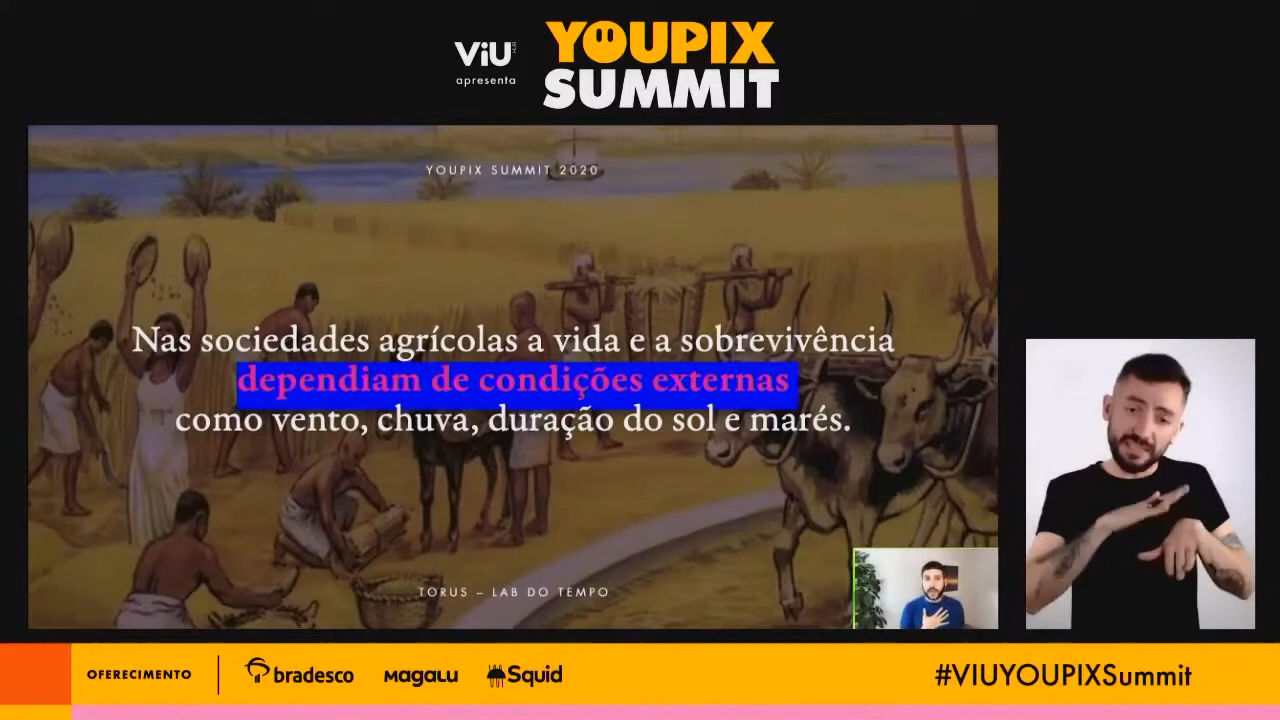 ViU HUB
apresenta
YOUPIX
SUMMIT
YOUPIX SUMMIT 2020
Nas sociedades agrícolas a vida e a sobrevivência
dependiam de condições externas
como vento, chuva, duração do sol e marés.
TORUS – LAB DO TEMPO
OFERECIMENTO
bradesco
MAGALU
Squid
#VIUYOUPIXSummit